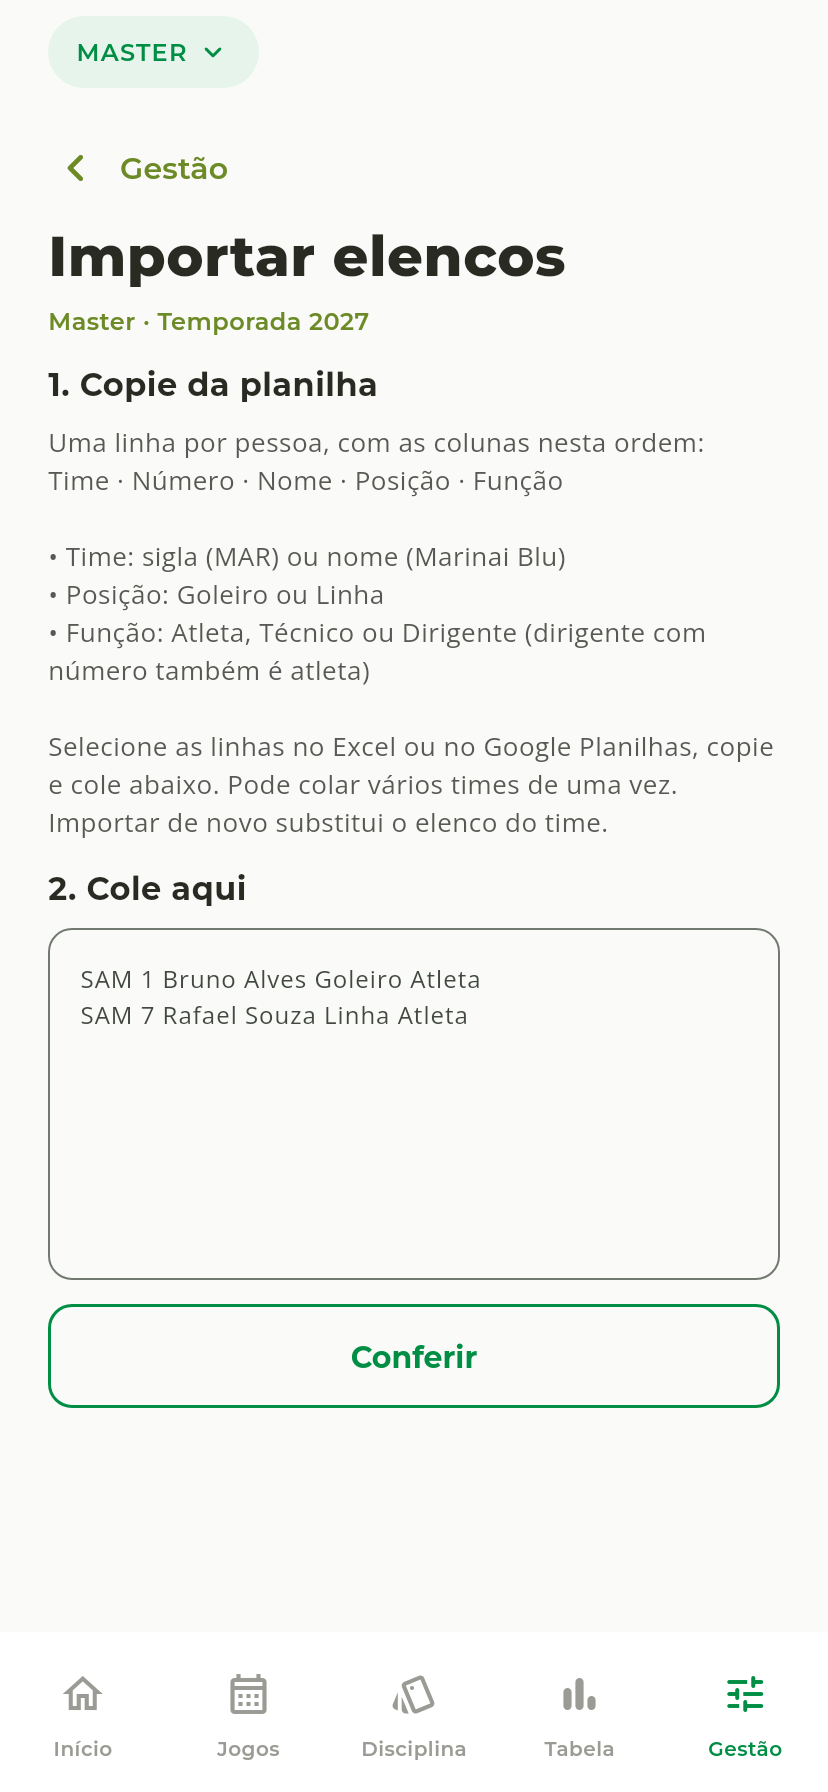 MASTER
Gestão
Importar elencos
Master · Temporada 2027
1. Copie da planilha
Uma linha por pessoa, com as colunas nesta ordem:
Time · Número · Nome · Posição · Função
• Time: sigla (MAR) ou nome (Marinai Blu)
• Posição: Goleiro ou Linha
• Função: Atleta, Técnico ou Dirigente (dirigente com
número também é atleta)
Selecione as linhas no Excel ou no Google Planilhas, copie
e cole abaixo. Pode colar vários times de uma vez.
Importar de novo substitui o elenco do time.
2. Cole aqui
SAM 1 Bruno Alves Goleiro Atleta
SAM 7 Rafael Souza Linha Atleta
Conferir
Início
Jogos
Disciplina
Tabela
Gestão